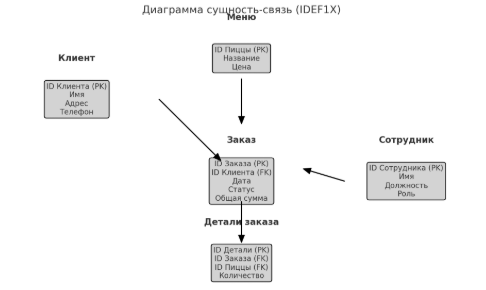 Диаграмма сущность-связь (IDEF1X)
Меню
ID Пиццы (PK)
Название
Цена
Клиент
ID Клиента (PK)
Имя
Адрес
Телефон
Заказ
ID Заказа (PK)
ID Клиента (FK)
Дата
Статус
Общая сумма
Сотрудник
ID Сотрудника (PK)
Имя
Должность
Роль
Детали заказа
ID Детали (PK)
ID Заказа (FK)
ID Пиццы (FK)
Количество